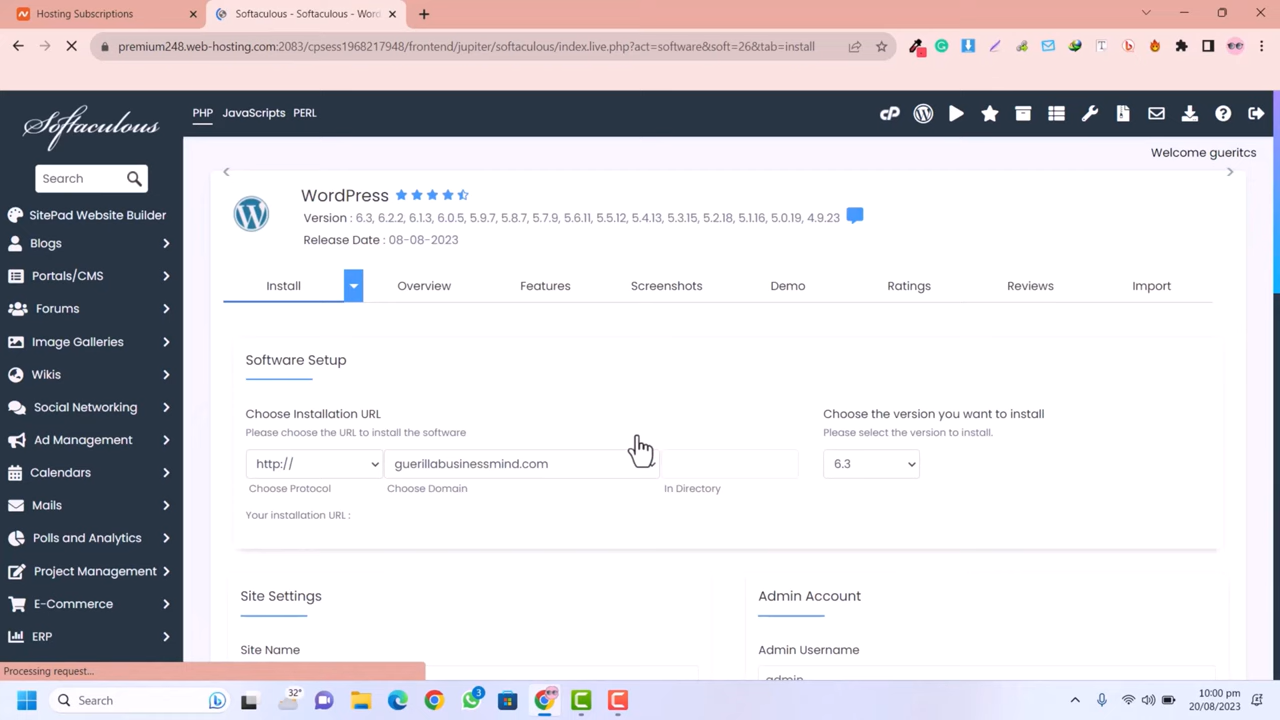 Hosting Subscriptions
Softaculous - Softaculous - Wor
premium248.web-hosting.com:2083/cpsess1968217948/frontend/jupiter/softaculous/index.live.php?act=software&soft=26&tab=install
Softaculous
PHP JavaScripts PERL
Welcome gueritcs
Search
SitePad Website Builder
Blogs
Portals/CMS
Forums
Image Galleries
Wikis
Social Networking
Ad Management
Calendars
Mails
Polls and Analytics
Project Management
E-Commerce
ERP
WordPress
Version : 6.3, 6.2.2, 6.1.3, 6.0.5, 5.9.7, 5.8.7, 5.7.9, 5.6.11, 5.5.12, 5.4.13, 5.3.15, 5.2.18, 5.1.16, 5.0.19, 4.9.23
Release Date : 08-08-2023
Install Overview Features Screenshots Demo Ratings Reviews Import
Software Setup
Choose Installation URL
Please choose the URL to install the software
http:// guerillabusinessmind.com
Choose Protocol Choose Domain In Directory
Your installation URL :
Choose the version you want to install
Please select the version to install.
6.3
Site Settings
Site Name
Admin Account
Admin Username
admin
Processing request...
Search
32°
3
10:00 pm
20/08/2023